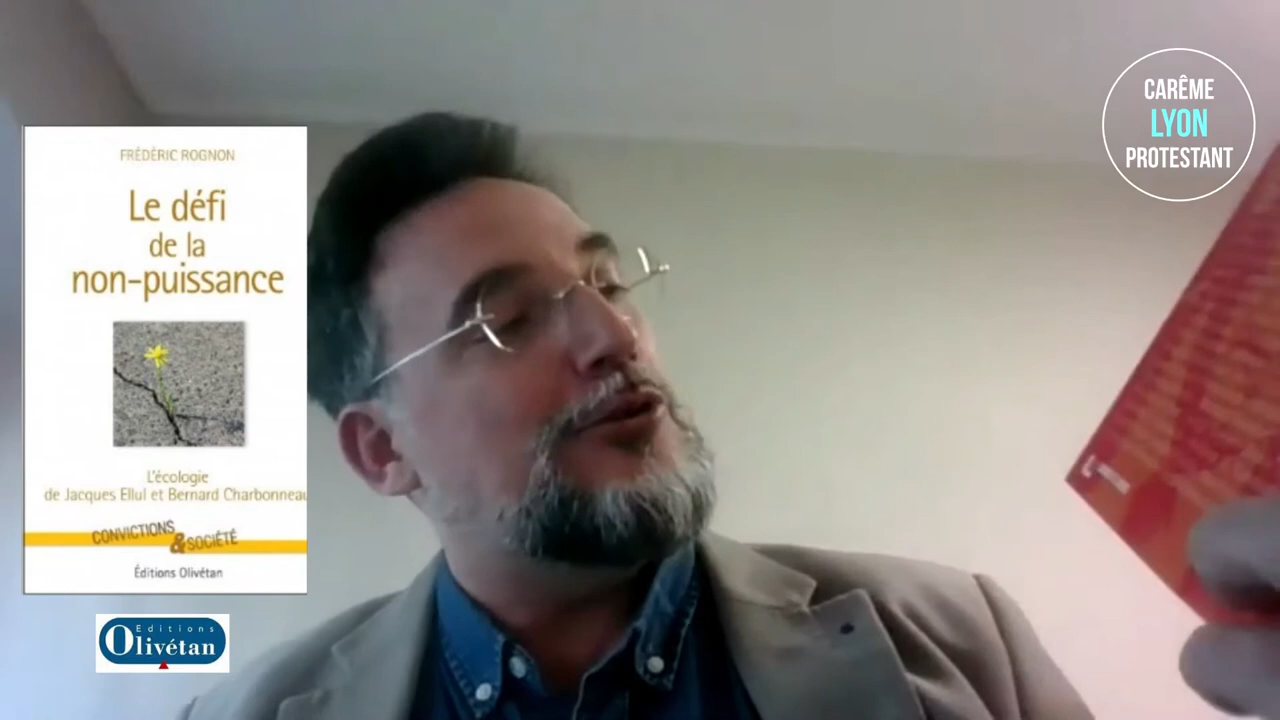 FRÉDÉRIC ROGNON
Le défi
de la
non-puissance
L'écologie
de Jacques Ellul et Bernard Charbonneau
CONVICTIONS
&SOCIÉTÉ
Éditions Olivétan
Editions
Olivétan
CARÊME
LYON
PROTESTANT